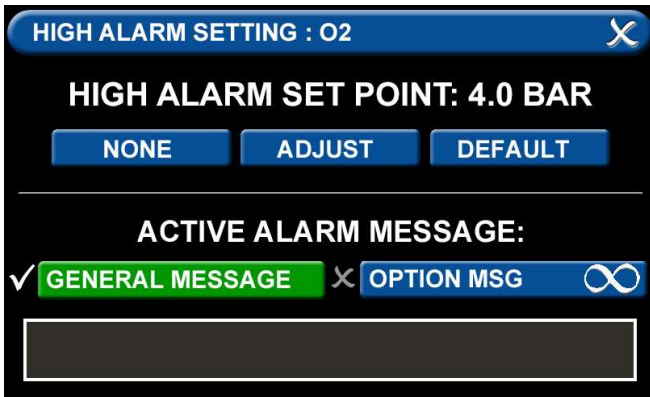 HIGH ALARM SETTING : O2
HIGH ALARM SET POINT: 4.0 BAR
NONE ADJUST DEFAULT
ACTIVE ALARM MESSAGE:
GENERAL MESSAGE OPTION MSG